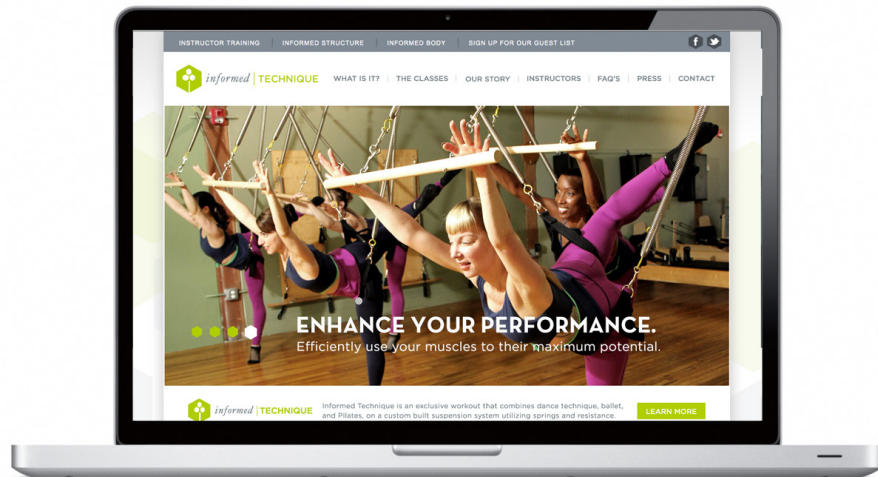 INSTRUCTOR TRAINING INFORMED STRUCTURE INFORMED BODY SIGN UP FOR OUR GUEST LIST
informed TECHNIQUE WHAT IS IT? THE CLASSES OUR STORY INSTRUCTORS FAQ'S PRESS CONTACT
ENHANCE YOUR PERFORMANCE.
Efficiently use your muscles to their maximum potential.
informed TECHNIQUE
Informed Technique is an exclusive workout that combines dance technique, ballet,
and Pilates, on a custom built suspension system utilizing springs and resistance.
LEARN MORE